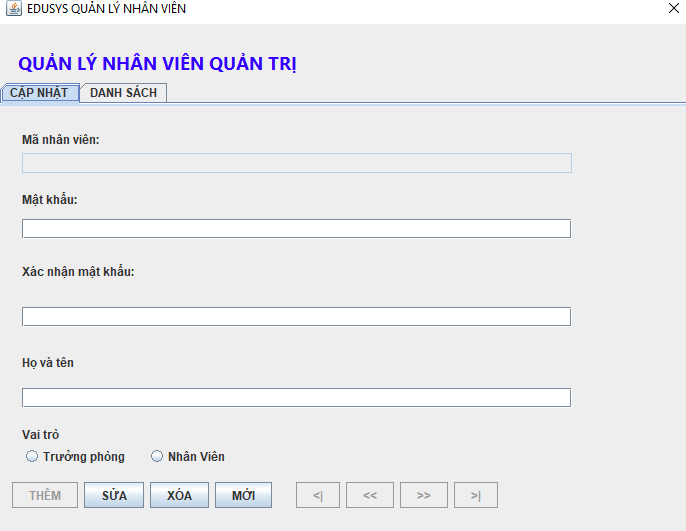 EDUSYS QUẢN LÝ NHÂN VIÊN
QUẢN LÝ NHÂN VIÊN QUẢN TRỊ
CẬP NHẬT DANH SÁCH
Mã nhân viên:
Mật khẩu:
Xác nhận mật khẩu:
Họ và tên
Vai trò
Trưởng phòng Nhân Viên
THÊM SỬA XÓA MỚI <| << >> >|